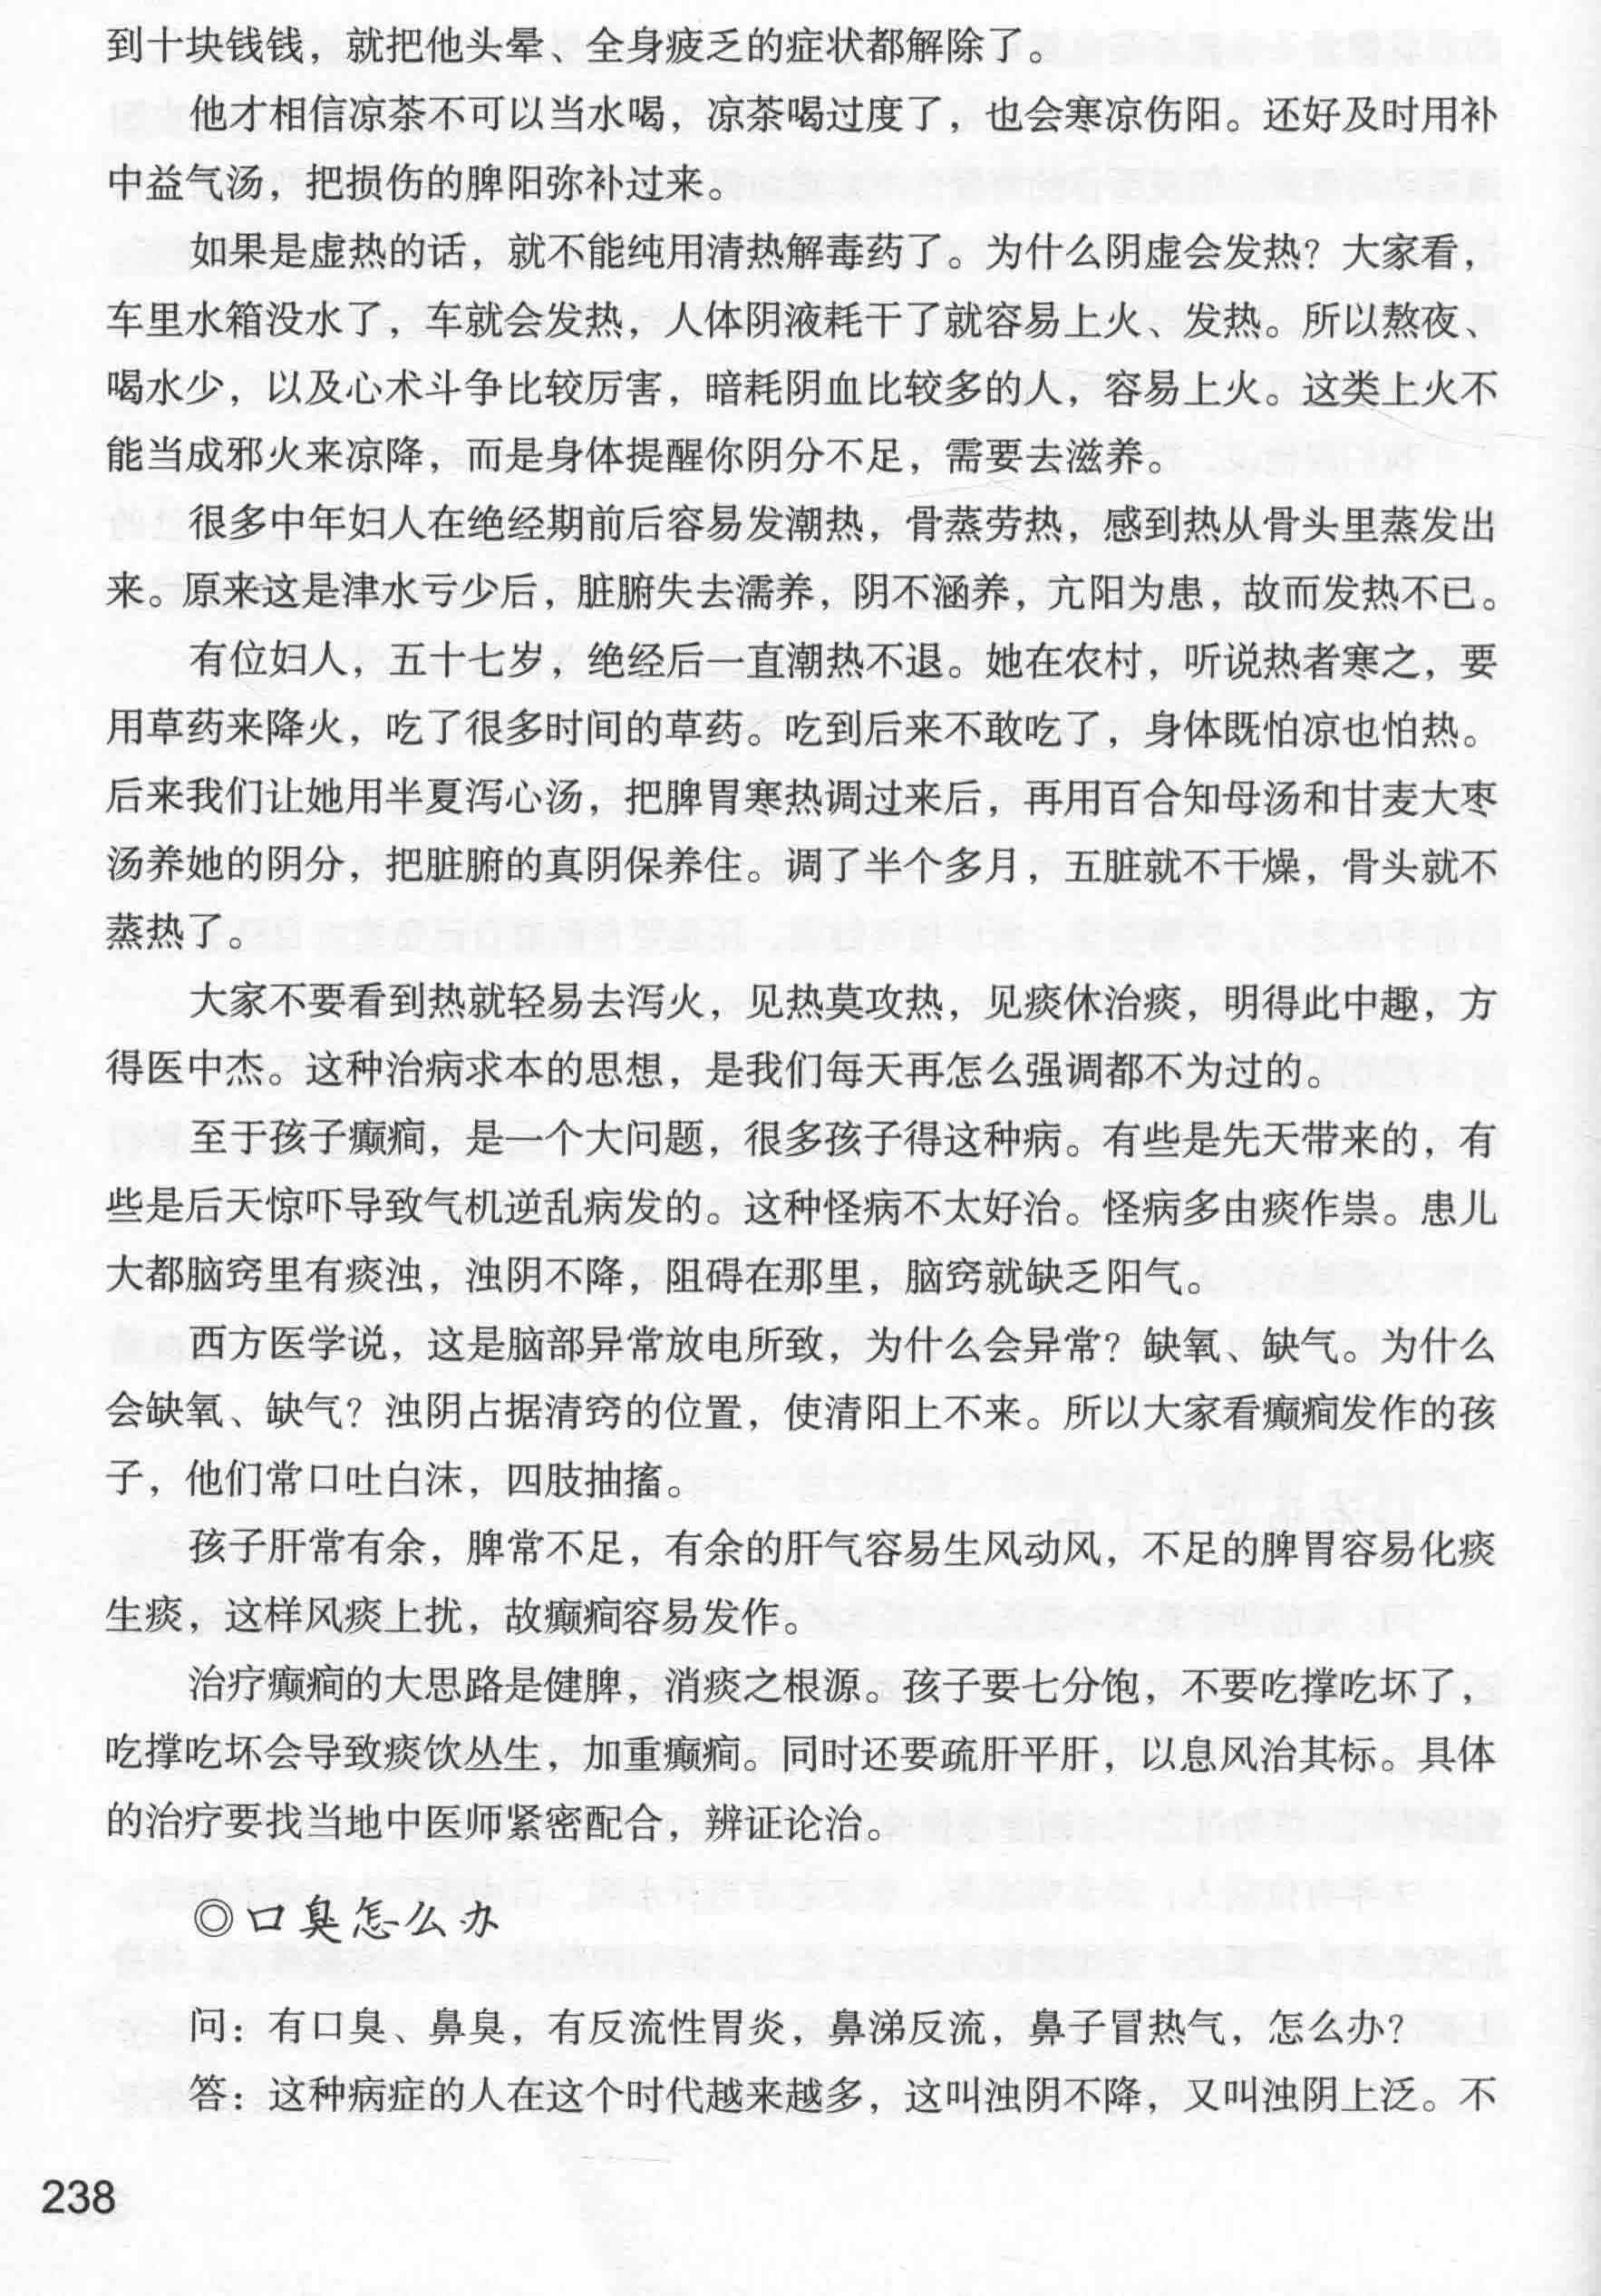 到十块钱钱，就把他头晕、全身疲乏的症状都解除了。
他才相信凉茶不可以当水喝，凉茶喝过度了，也会寒凉伤阳。还好及时用补
中益气汤，把损伤的脾阳弥补过来。
如果是虚热的话，就不能纯用清热解毒药了。为什么阴虚会发热？大家看，
车里水箱没水了，车就会发热，人体阴液耗干了就容易上火、发热。所以熬夜、
喝水少，以及心术斗争比较厉害，暗耗阴血比较多的人，容易上火。这类上火不
能当成邪火来凉降，而是身体提醒你阴分不足，需要去滋养。
很多中年妇人在绝经期前后容易发潮热，骨蒸劳热，感到热从骨头里蒸发出
来。原来这是津水亏少后，脏腑失去濡养，阴不涵养，亢阳为患，故而发热不已。
有位妇人，五十七岁，绝经后一直潮热不退。她在农村，听说热者寒之，要
用草药来降火，吃了很多时间的草药。吃到后来不敢吃了，身体既怕凉也怕热。
后来我们让她用半夏泻心汤，把脾胃寒热调过来后，再用百合知母汤和甘麦大枣
汤养她的阴分，把脏腑的真阴保养住。调了半个多月，五脏就不干燥，骨头就不
蒸热了。
大家不要看到热就轻易去泻火，见热莫攻热，见痰休治痰，明得此中趣，方
得医中杰。这种治病求本的思想，是我们每天再怎么强调都不为过的。
至于孩子癫痫，是一个大问题，很多孩子得这种病。有些是先天带来的，有
些是后天惊吓导致气机逆乱病发的。这种怪病不太好治。怪病多由痰作祟。患儿
大都脑窍里有痰浊，浊阴不降，阻碍在那里，脑窍就缺乏阳气。
西方医学说，这是脑部异常放电所致，为什么会异常？缺氧、缺气。为什么
会缺氧、缺气？浊阴占据清窍的位置，使清阳上不来。所以大家看癫痫发作的孩
子，他们常口吐白沫，四肢抽搐。
孩子肝常有余，脾常不足，有余的肝气容易生风动风，不足的脾胃容易化痰
生痰，这样风痰上扰，故癫痫容易发作。
治疗癫痫的大思路是健脾，消痰之根源。孩子要七分饱，不要吃撑吃坏了，
吃撑吃坏会导致痰饮丛生，加重癫痫。同时还要疏肝平肝，以息风治其标。具体
的治疗要找当地中医师紧密配合，辨证论治。
◎口臭怎么办
问：有口臭、鼻臭，有反流性胃炎，鼻涕反流，鼻子冒热气，怎么办？
答：这种病症的人在这个时代越来越多，这叫浊阴不降，又叫浊阴上泛。不
238